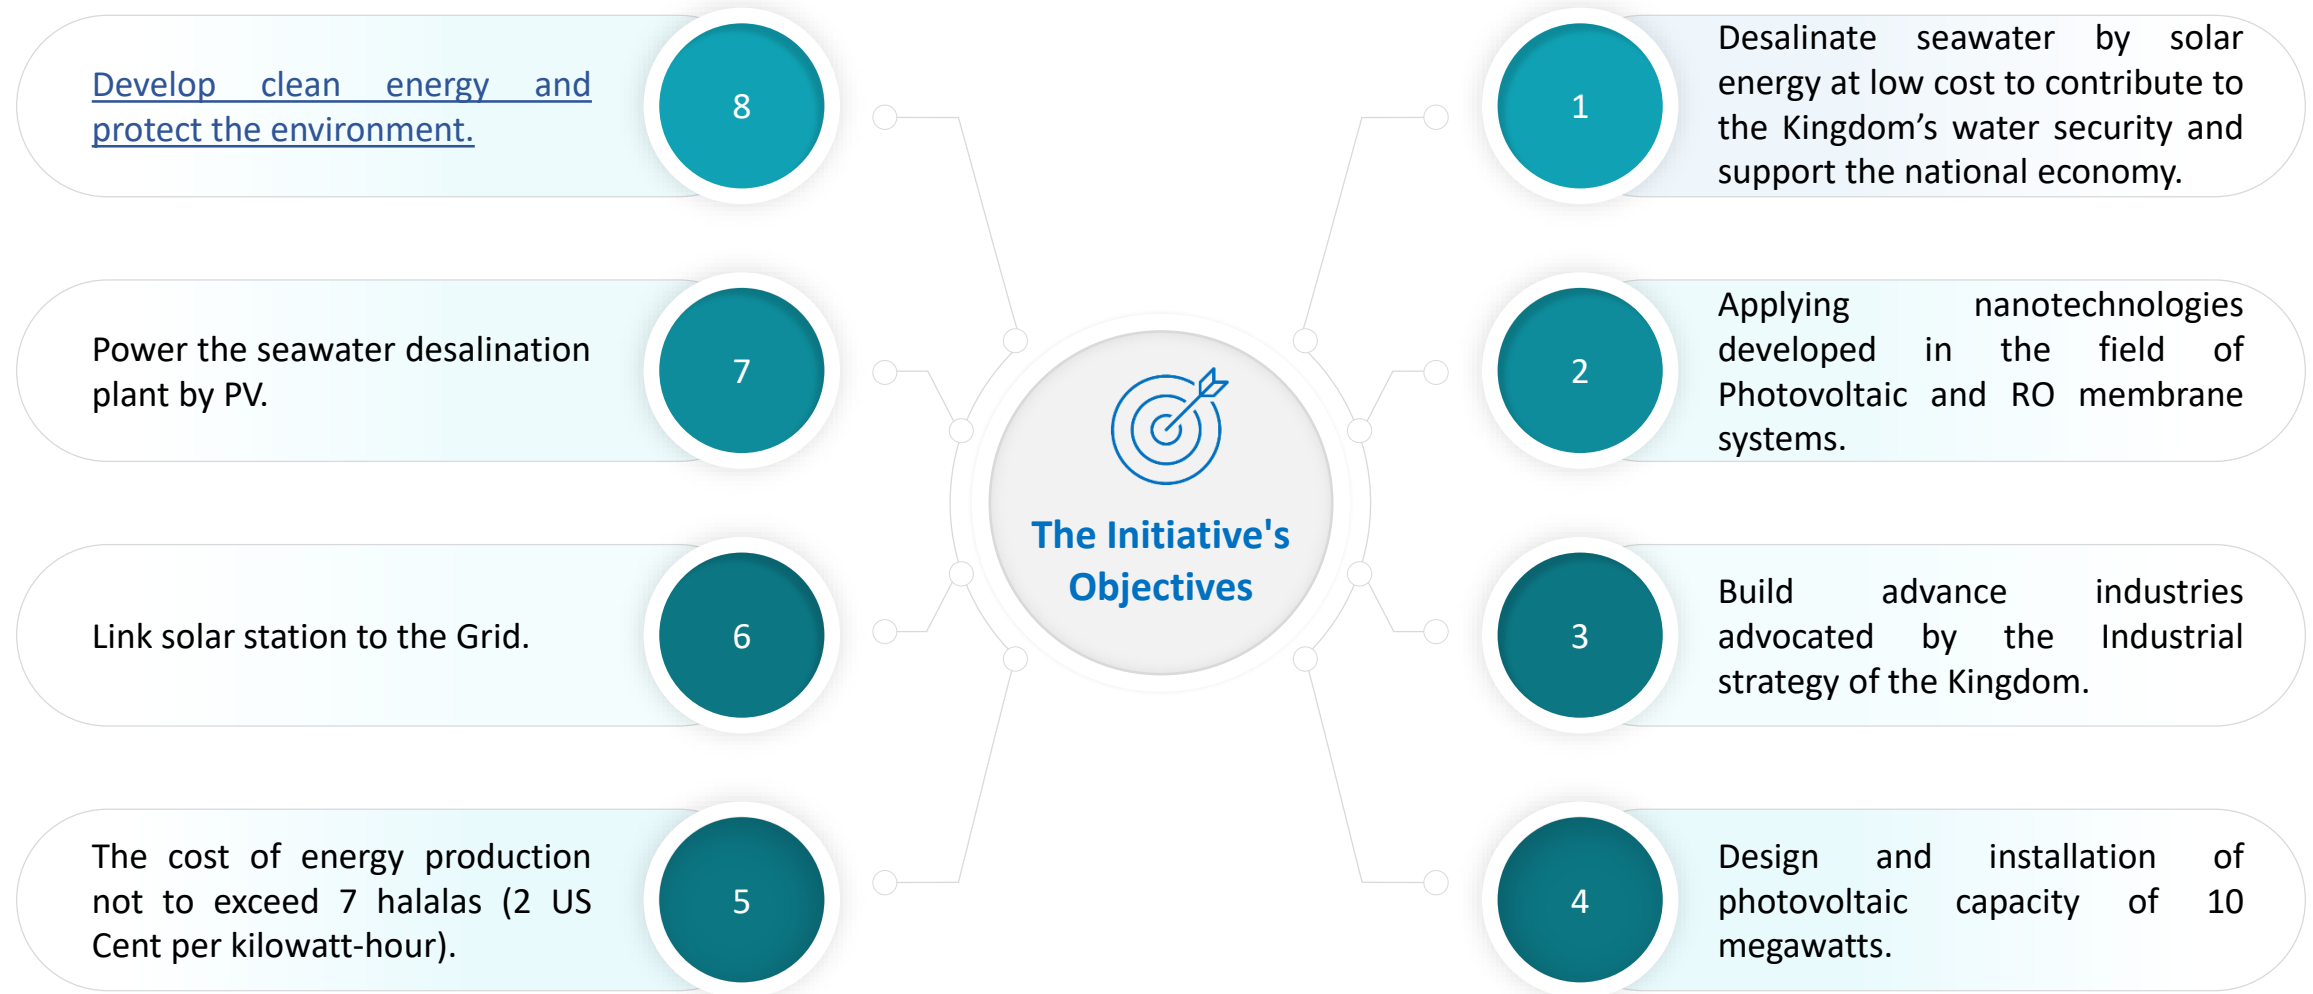 The Initiative's
Objectives
1
Desalinate seawater by solar
energy at low cost to contribute to
the Kingdom’s water security and
support the national economy.
2
Applying nanotechnologies
developed in the field of
Photovoltaic and RO membrane
systems.
3
Build advance industries
advocated by the Industrial
strategy of the Kingdom.
4
Design and installation of
photovoltaic capacity of 10
megawatts.
5
The cost of energy production
not to exceed 7 halalas (2 US
Cent per kilowatt-hour).
6
Link solar station to the Grid.
7
Power the seawater desalination
plant by PV.
8
Develop clean energy and
protect the environment.